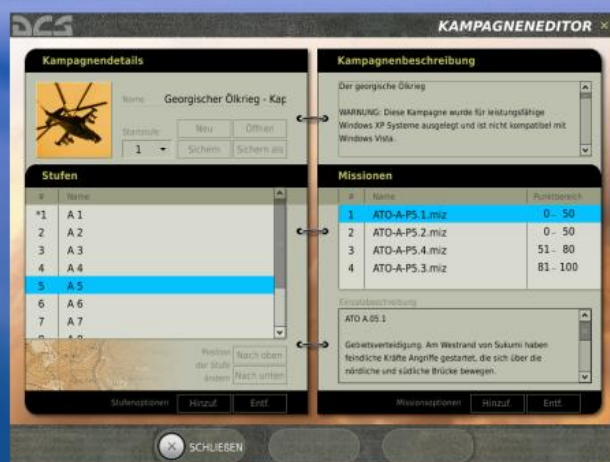 DCS
KAMPAGNENEDITOR ×
Kampagnendetails
Name Georgischer Ölkrieg - Kap
Startstufe
1
Neu Öffnen
Sichern Sichern als
Kampagnenbeschreibung
Der georgische Ölkrieg
WARNUNG: Diese Kampagne wurde für leistungsfähige
Windows XP Systeme ausgelegt und ist nicht kompatibel mit
Windows Vista.
Stufen
# Name
*1 A 1
2 A 2
3 A 3
4 A 4
5 A 5
6 A 6
7 A 7
Position
der Stufe
ändern
Nach oben
Nach unten
Stufenoptionen Hinzuf. Entf.
Missionen
# Name Punktbereich
1 ATO-A-P5.1.miz 0 - 50
2 ATO-A-P5.2.miz 0 - 50
3 ATO-A-P5.4.miz 51 - 80
4 ATO-A-P5.3.miz 81 - 100
Einsatzbeschreibung
ATO A.05.1
Gebietsverteidigung. Am Westrand von Sukumi haben
feindliche Kräfte Angriffe gestartet, die sich über die
nördliche und südliche Brücke bewegen.
Missionsoptionen Hinzuf. Entf.
SCHLIEßEN